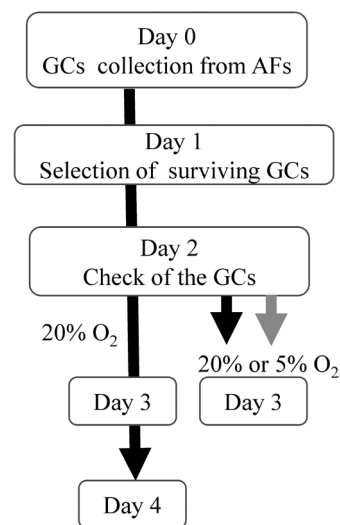 Day 0
GCs collection from AFs
Day 1
Selection of surviving GCs
Day 2
Check of the GCs
20% O₂
20% or 5% O₂
Day 3
Day 3
Day 4